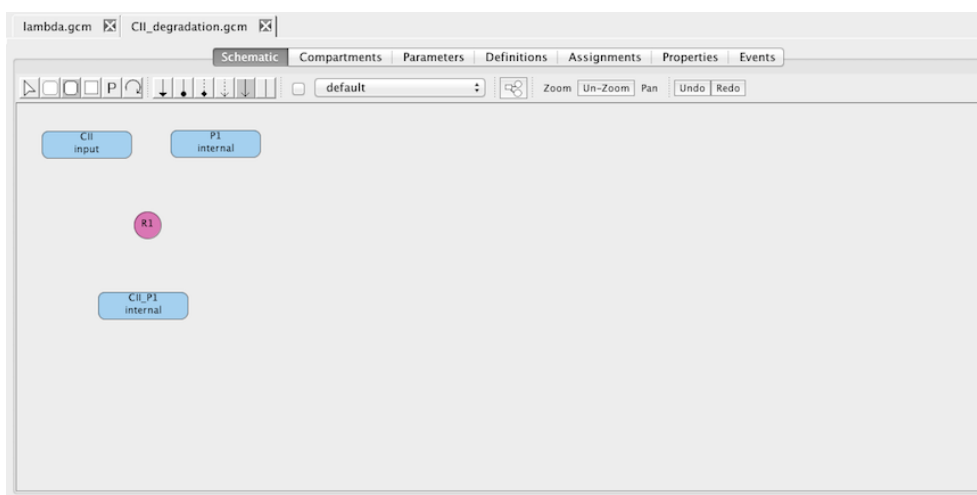 lambda.gcm CII_degradation.gcm
Schematic Compartments Parameters Definitions Assignments Properties Events
P default Zoom Un-Zoom Pan Undo Redo
CII P1
input internal
R1
CII_P1
internal